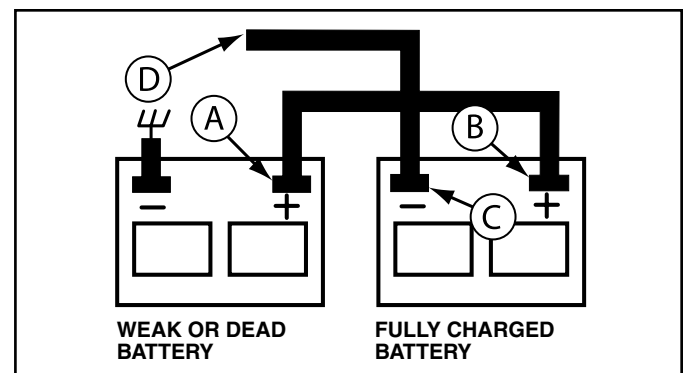 D
A
B
C
− + − +
WEAK OR DEAD
BATTERY
FULLY CHARGED
BATTERY